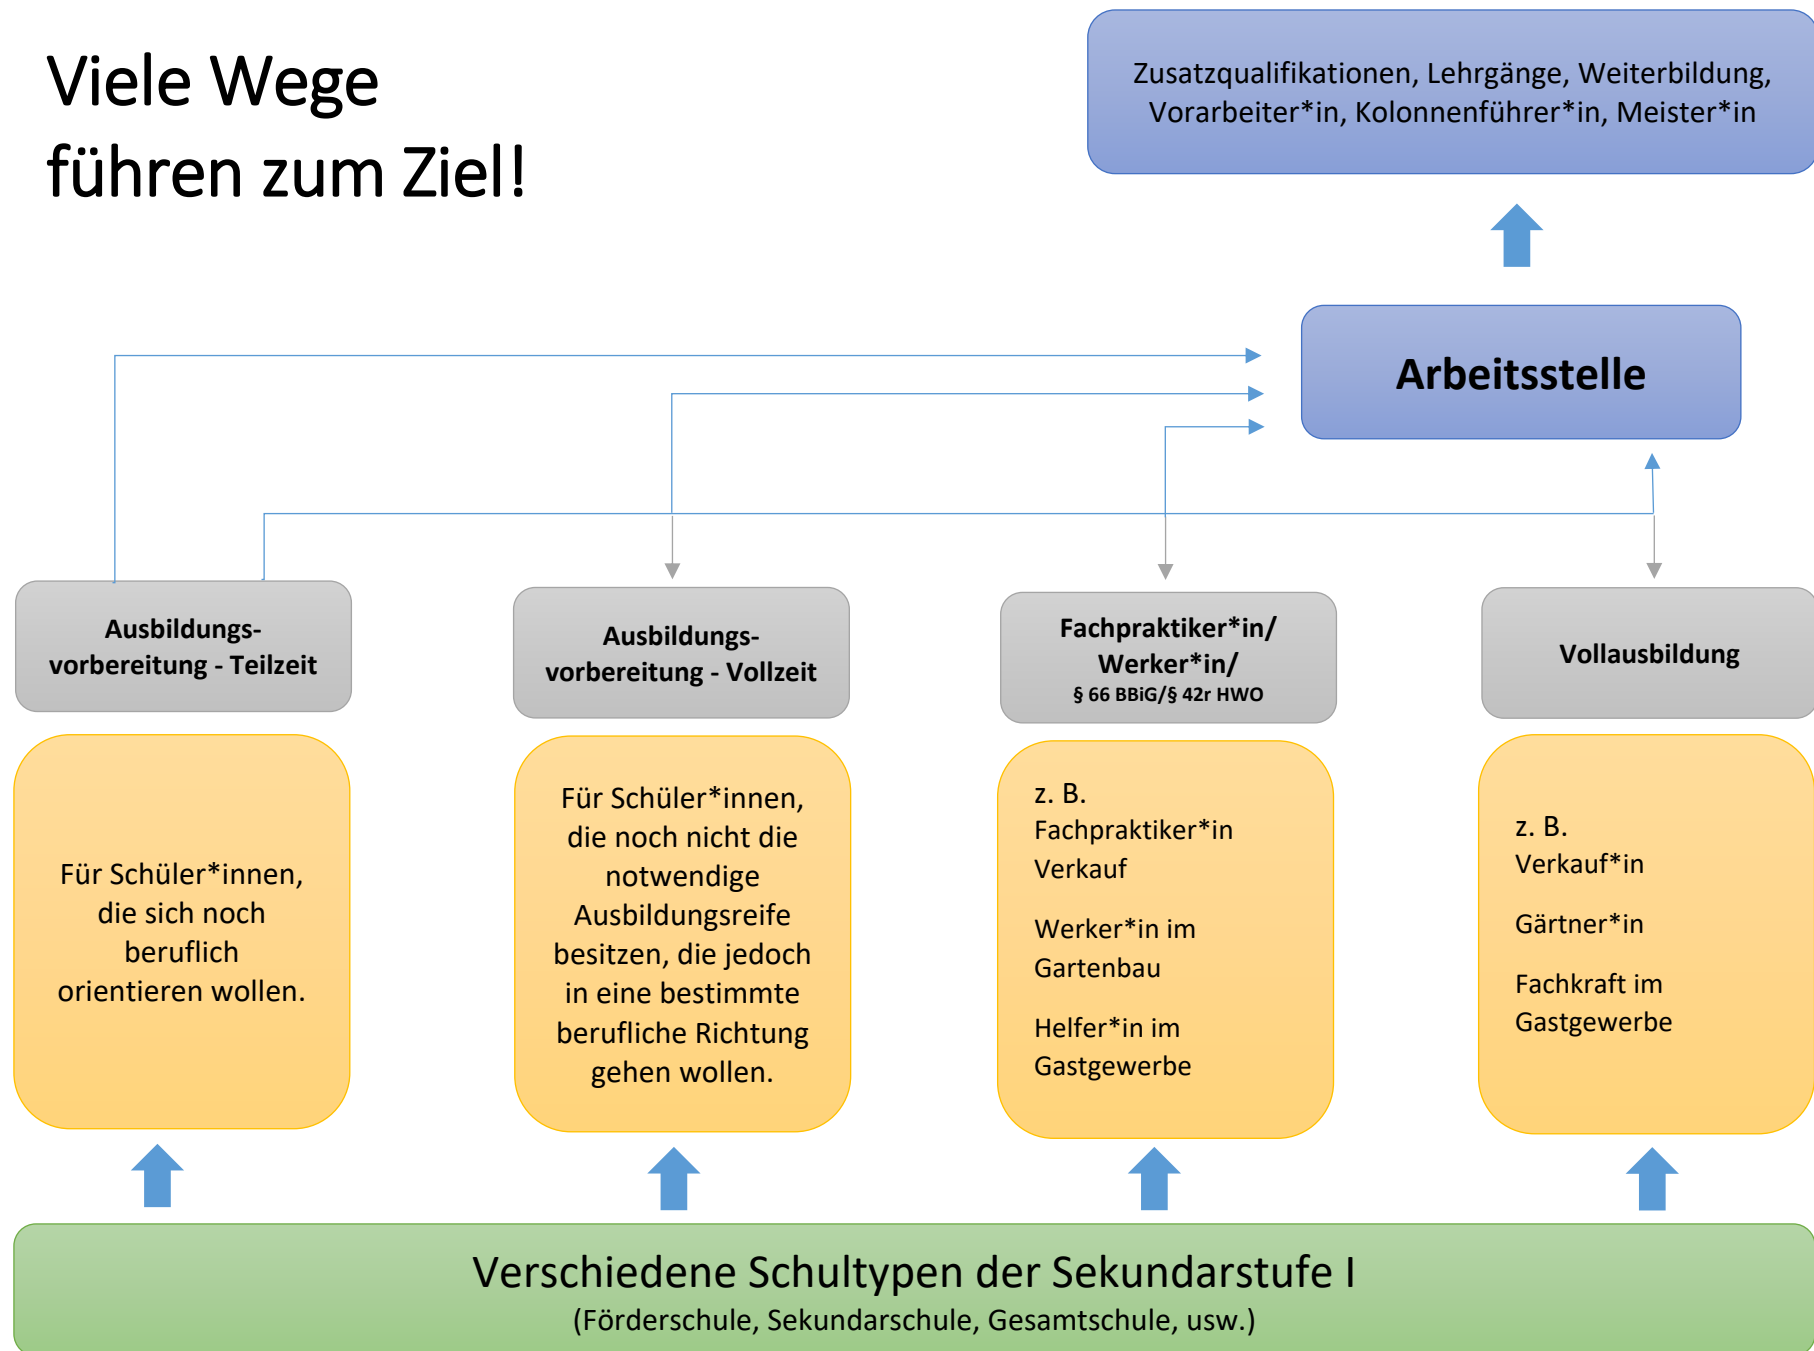 Viele Wege
führen zum Ziel!
Zusatzqualifikationen, Lehrgänge, Weiterbildung,
Vorarbeiter*in, Kolonnenführer*in, Meister*in
Arbeitsstelle
Ausbildungs-
vorbereitung - Teilzeit
Ausbildungs-
vorbereitung - Vollzeit
Fachpraktiker*in/
Werker*in/
§ 66 BBiG/§ 42r HWO
Vollausbildung
Für Schüler*innen,
die sich noch
beruflich
orientieren wollen.
Für Schüler*innen,
die noch nicht die
notwendige
Ausbildungsreife
besitzen, die jedoch
in eine bestimmte
berufliche Richtung
gehen wollen.
z. B.
Fachpraktiker*in
Verkauf
Werker*in im
Gartenbau
Helfer*in im
Gastgewerbe
z. B.
Verkauf*in
Gärtner*in
Fachkraft im
Gastgewerbe
Verschiedene Schultypen der Sekundarstufe I
(Förderschule, Sekundarschule, Gesamtschule, usw.)